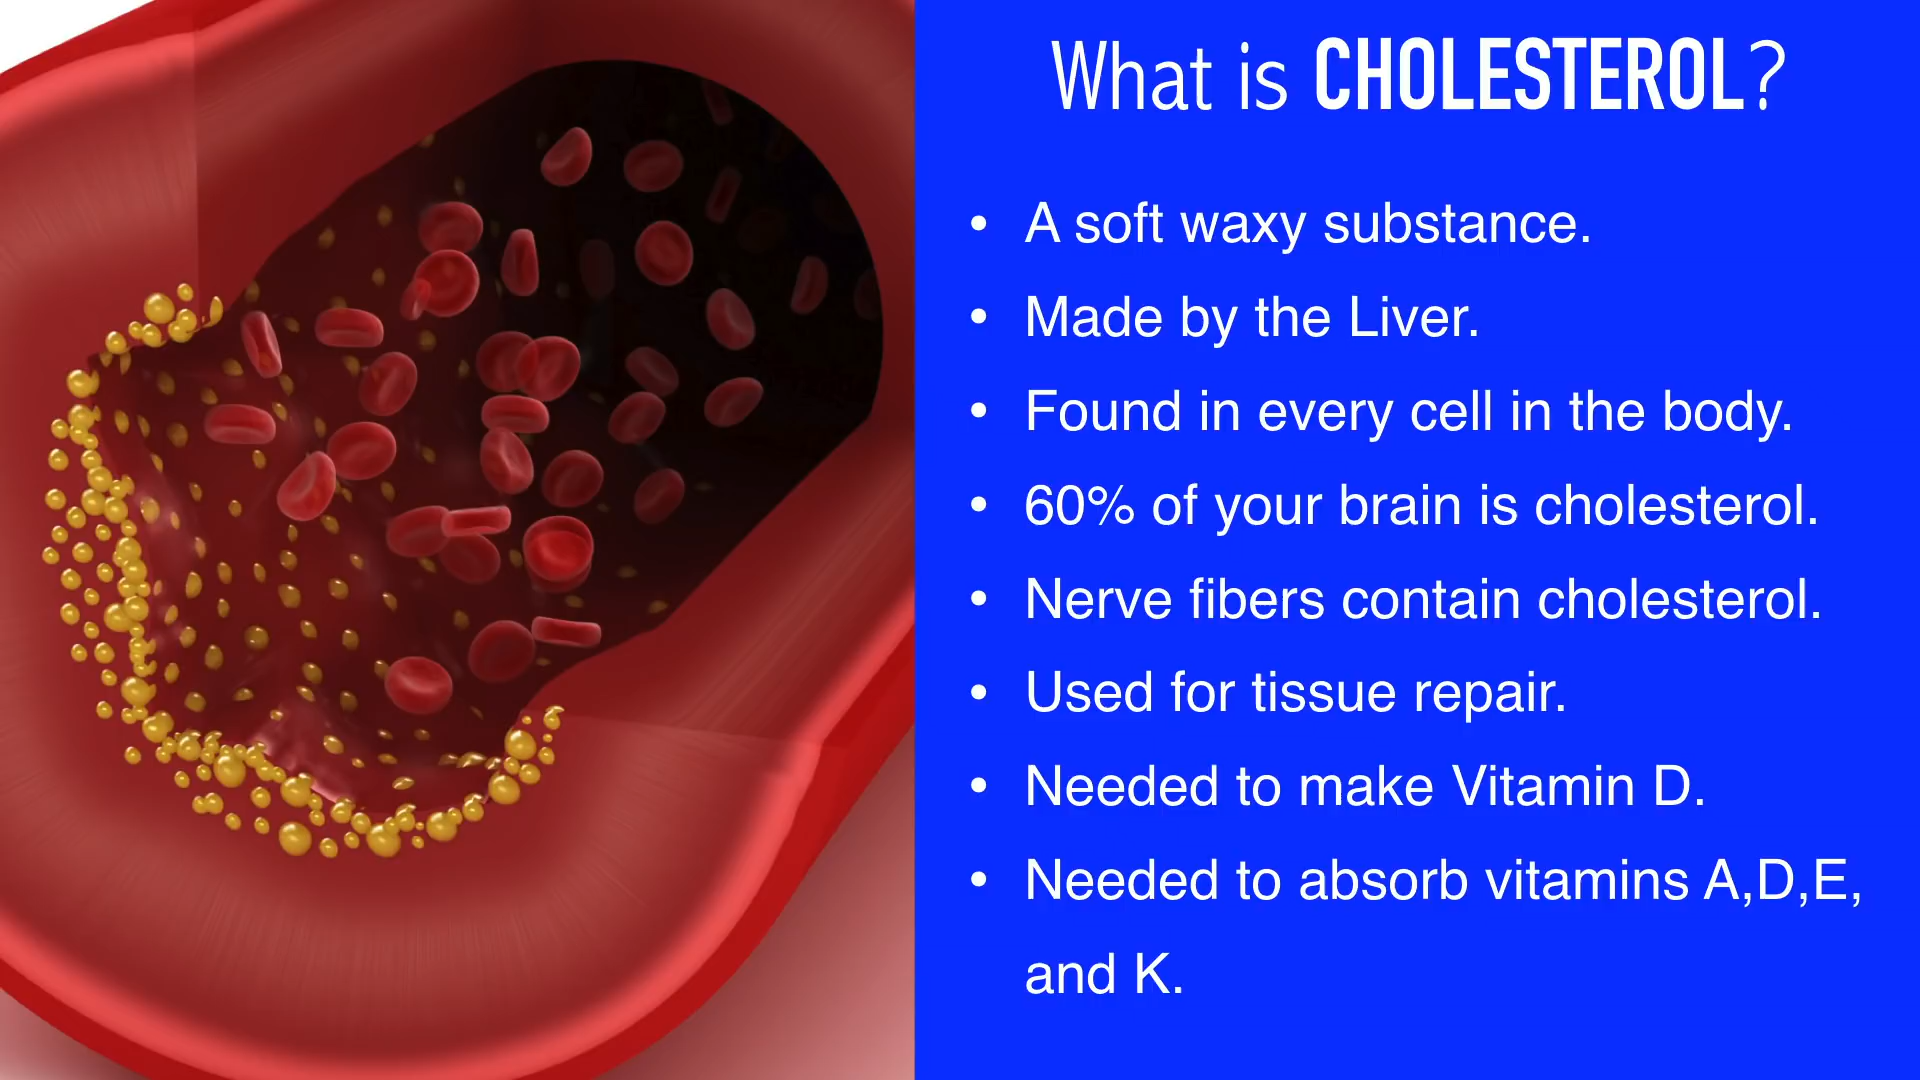 What is CHOLESTEROL?
• A soft waxy substance.
• Made by the Liver.
• Found in every cell in the body.
• 60% of your brain is cholesterol.
• Nerve fibers contain cholesterol.
• Used for tissue repair.
• Needed to make Vitamin D.
• Needed to absorb vitamins A,D,E,
and K.